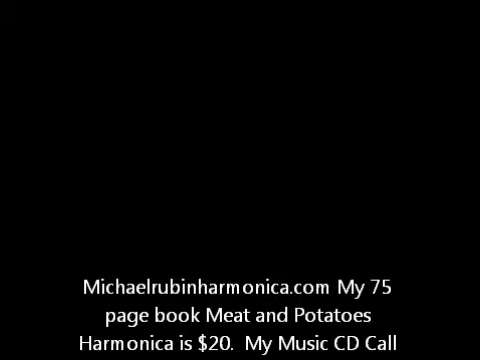 Michaelrubinharmonica.com My 75
page book Meat and Potatoes
Harmonica is $20.  My Music CD Call